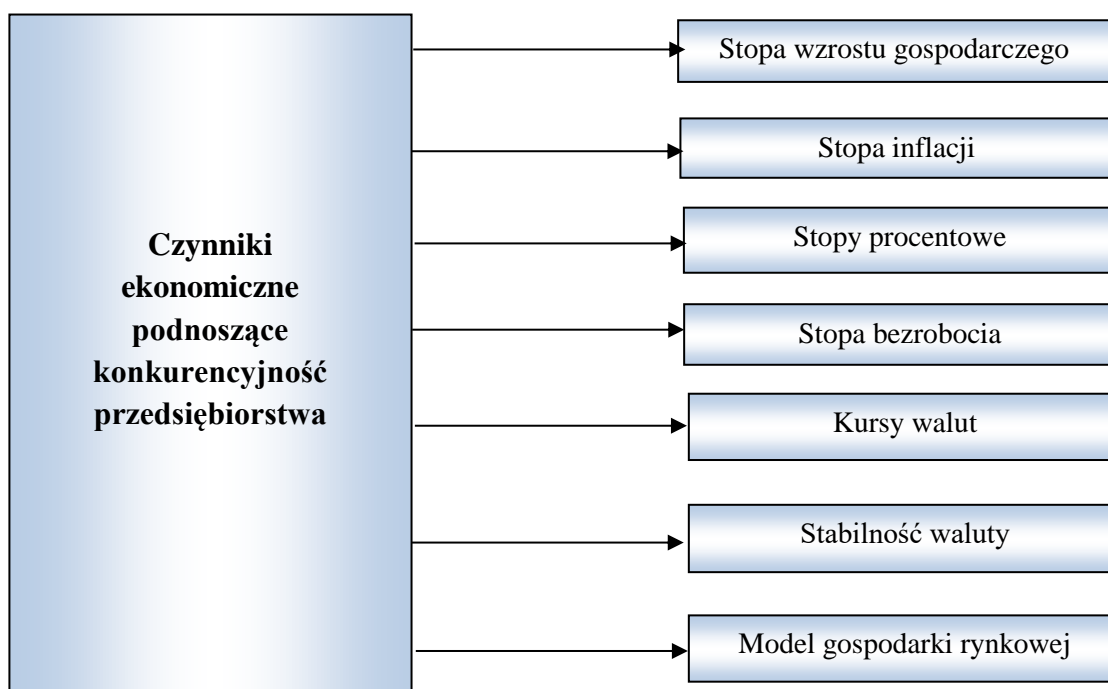 Czynniki
ekonomiczne
podnoszące
konkurencyjność
przedsiębiorstwa
Stopa wzrostu gospodarczego
Stopa inflacji
Stopy procentowe
Stopa bezrobocia
Kursy walut
Stabilność waluty
Model gospodarki rynkowej